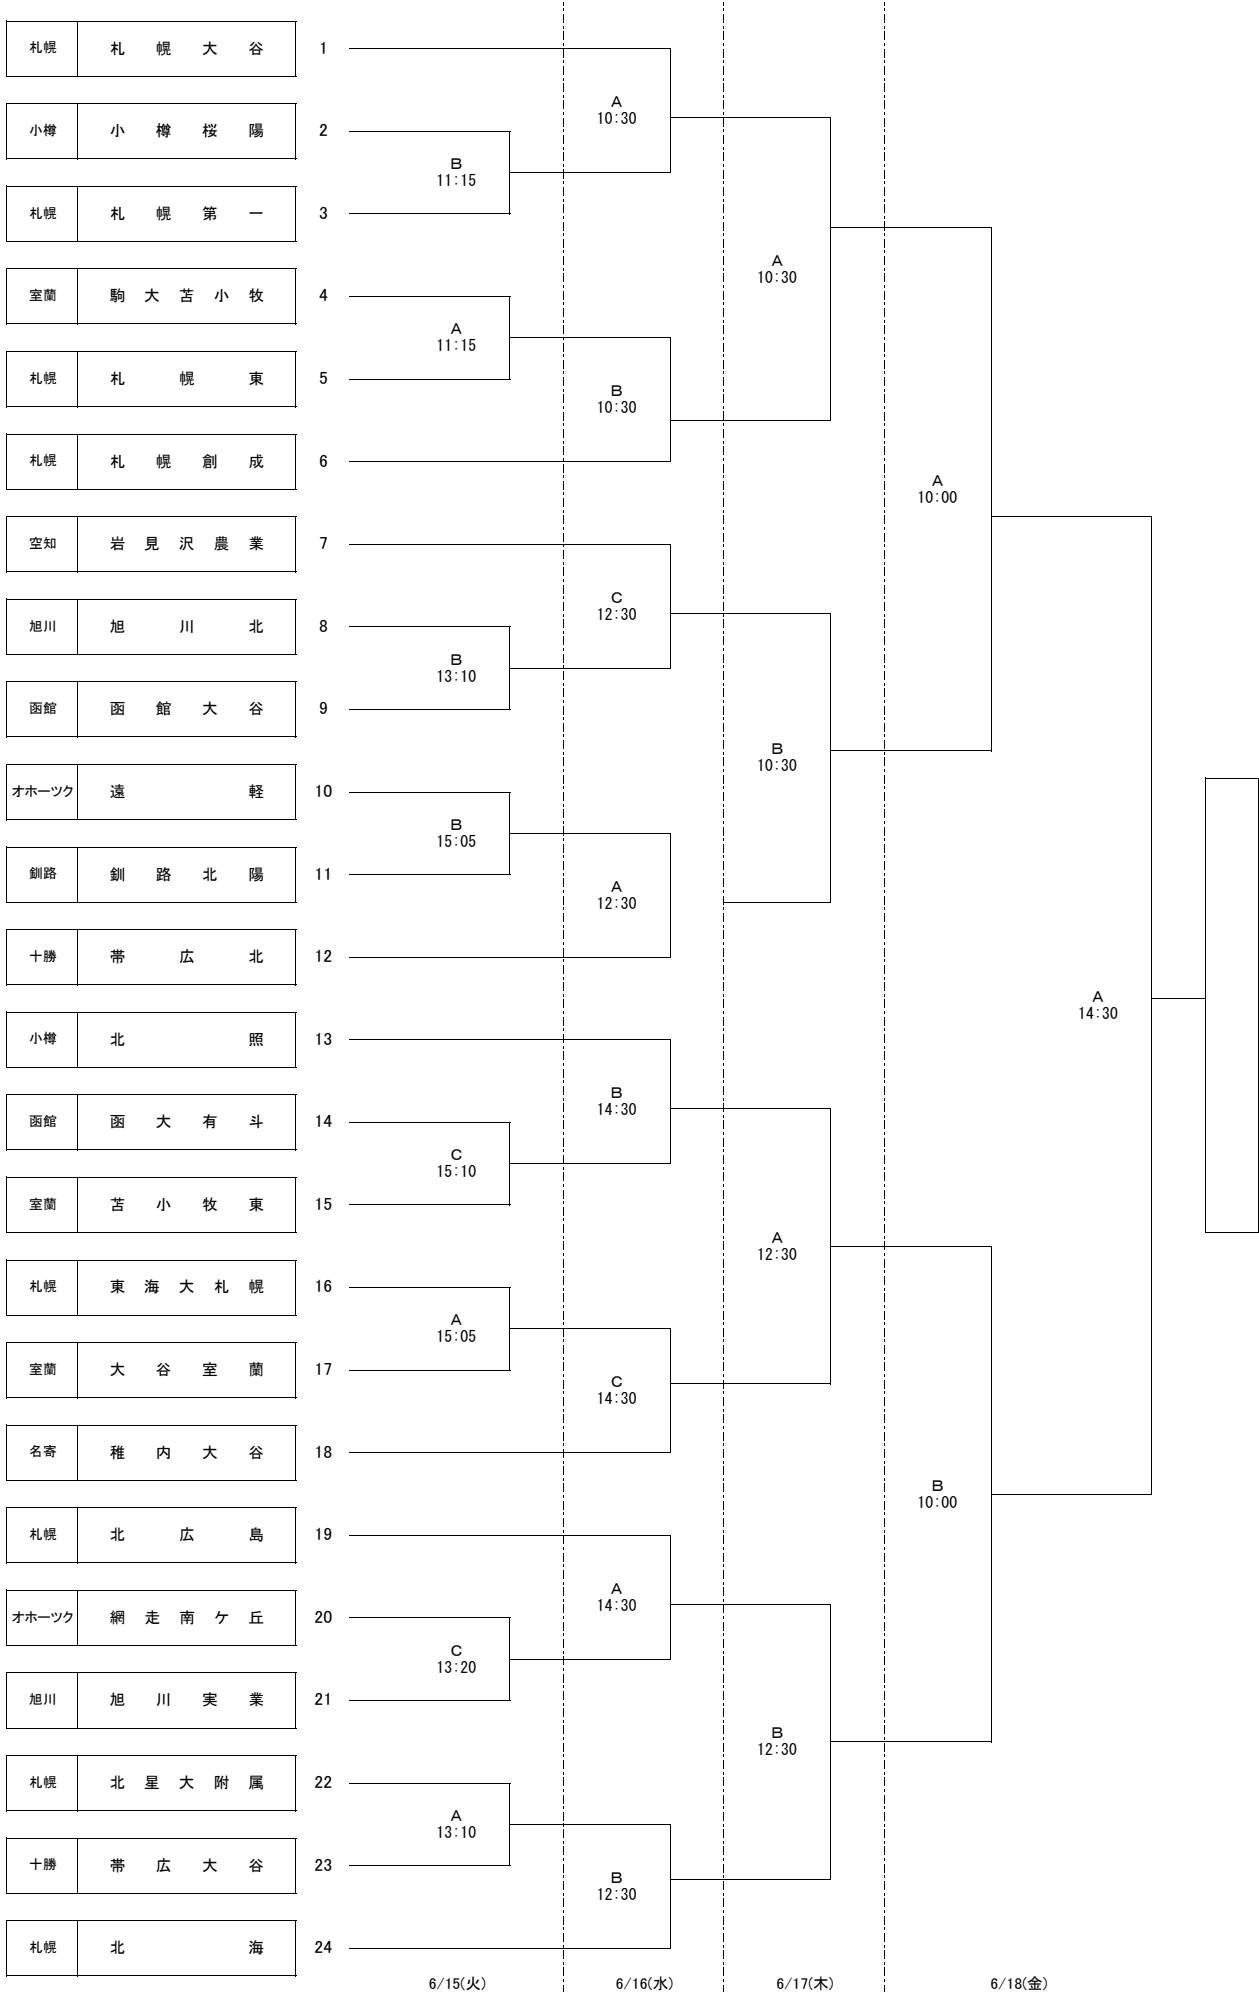 札幌 札幌大谷 1
A
10:30
小樽 小樽桜陽 2
B
11:15
札幌 札幌第一 3
A
10:30
室蘭 駒大苫小牧 4
A
11:15
札幌 札幌東 5
B
10:30
札幌 札幌創成 6
A
10:00
空知 岩見沢農業 7
C
12:30
旭川 旭川北 8
B
13:10
函館 函館大谷 9
B
10:30
オホーツク 遠軽 10
B
15:05
釧路 釧路北陽 11
A
12:30
十勝 帯広北 12
A
14:30
小樽 北照 13
B
14:30
函館 函大有斗 14
C
15:10
室蘭 苫小牧東 15
A
12:30
札幌 東海大札幌 16
A
15:05
室蘭 大谷室蘭 17
C
14:30
名寄 稚内大谷 18
B
10:00
札幌 北広島 19
A
14:30
オホーツク 網走南ケ丘 20
C
13:20
旭川 旭川実業 21
B
12:30
札幌 北星大附属 22
A
13:10
十勝 帯広大谷 23
B
12:30
札幌 北海 24
6/15(火) 6/16(水) 6/17(木) 6/18(金)